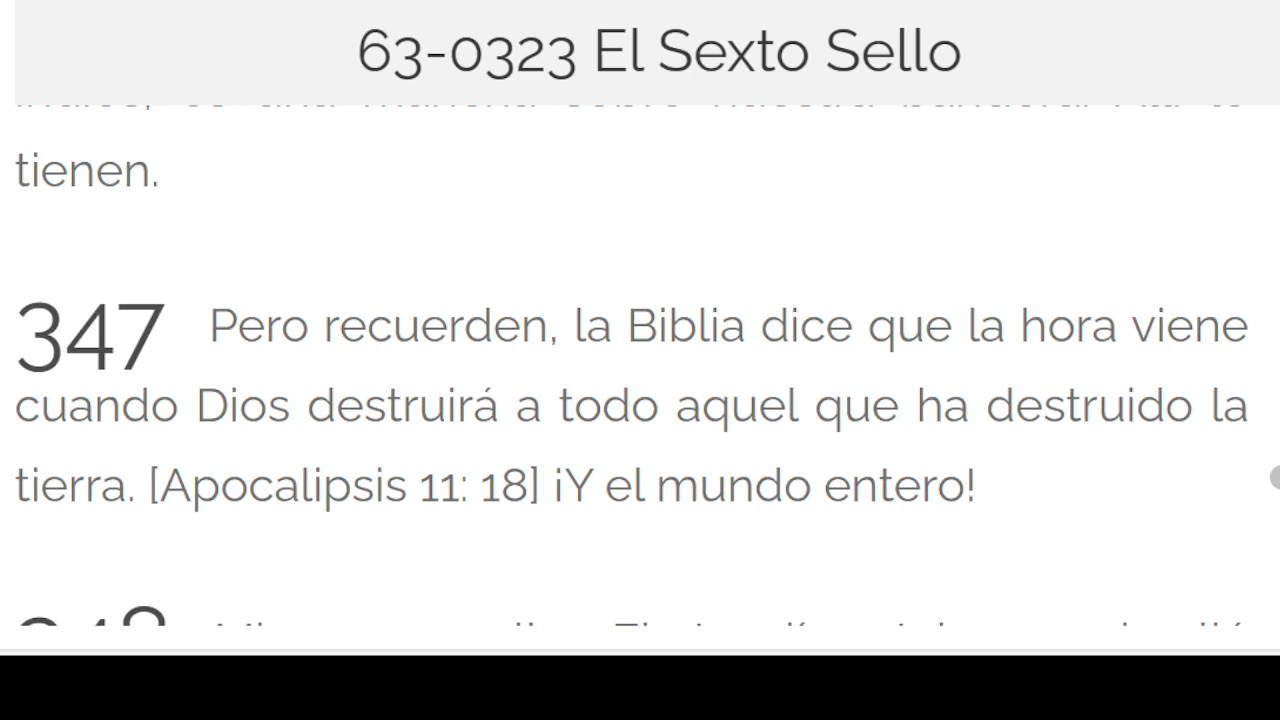 63-0323 El Sexto Sello
tienen.
347 Pero recuerden, la Biblia dice que la hora viene
cuando Dios destruirá a todo aquel que ha destruido la
tierra. [Apocalipsis 11: 18] ¡Y el mundo entero!